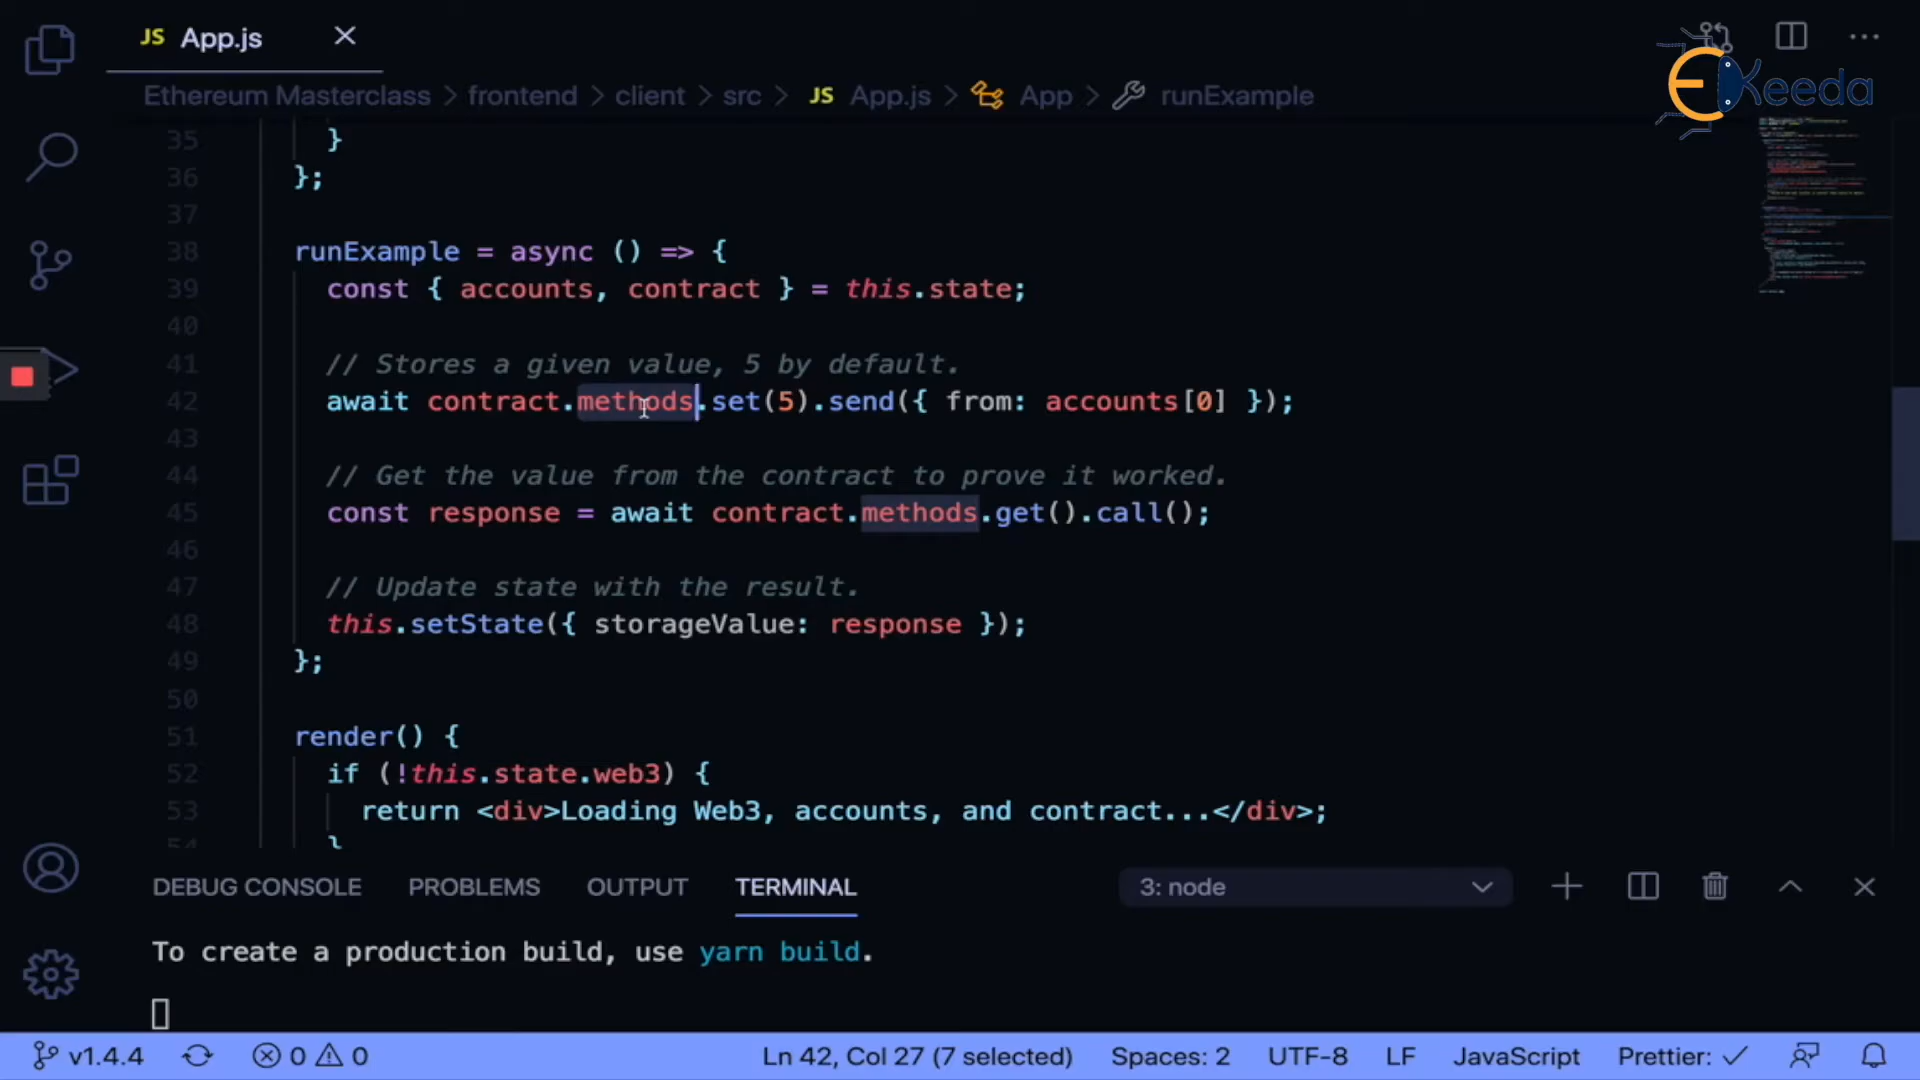 JS App.js
Ekeeda
Ethereum Masterclass > frontend > client > src > JS App.js > App > runExample
35 }
36 };
37
38 runExample = async () => {
39 const { accounts, contract } = this.state;
40
41 // Stores a given value, 5 by default.
42 await contract.methods.set(5).send({ from: accounts[0] });
43
44 // Get the value from the contract to prove it worked.
45 const response = await contract.methods.get().call();
46
47 // Update state with the result.
48 this.setState({ storageValue: response });
49 };
50
51 render() {
52 if (!this.state.web3) {
53 return <div>Loading Web3, accounts, and contract...</div>;
54 }
DEBUG CONSOLE PROBLEMS OUTPUT TERMINAL 3: node
To create a production build, use yarn build.
v1.4.4 0 0 Ln 42, Col 27 (7 selected) Spaces: 2 UTF-8 LF JavaScript Prettier: ✓